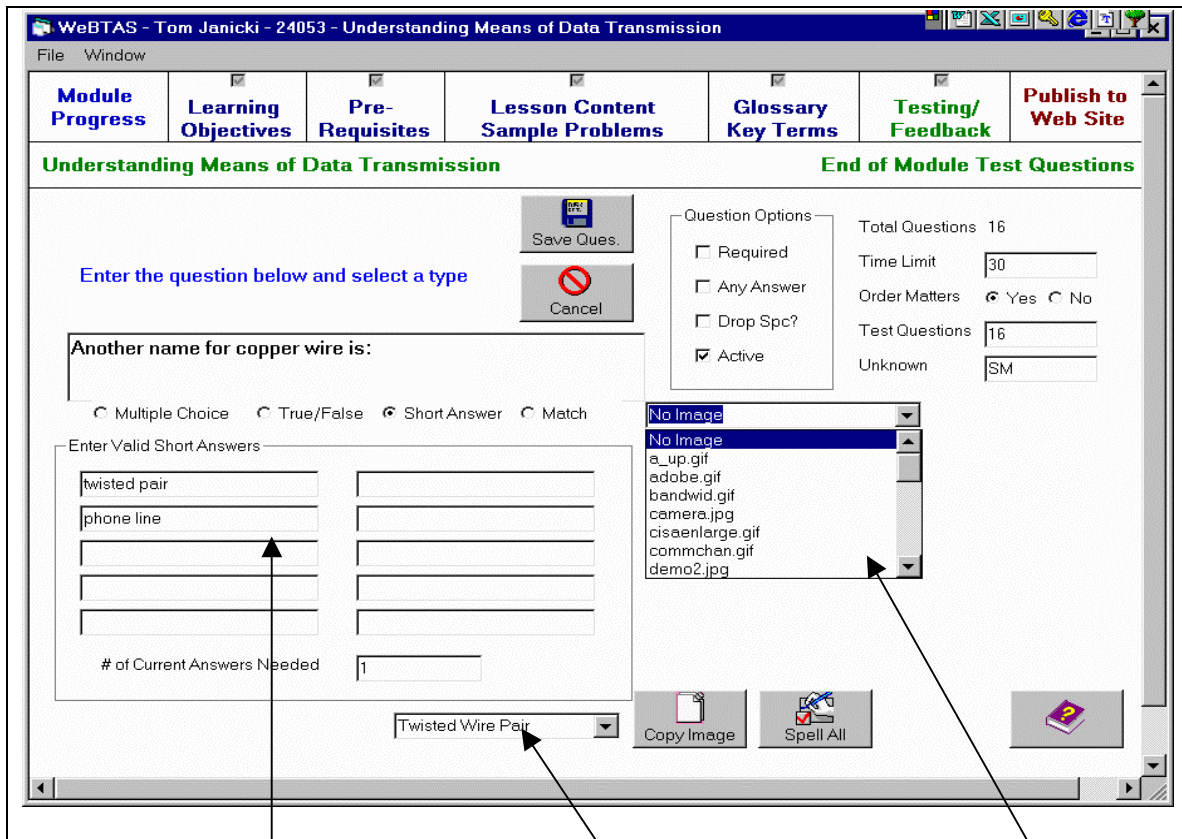 WeBTAS - Tom Janicki - 24053 - Understanding Means of Data Transmission
File Window
Module Progress
Learning Objectives
Pre-Requisites
Lesson Content Sample Problems
Glossary Key Terms
Testing/ Feedback
Publish to Web Site
Understanding Means of Data Transmission
End of Module Test Questions
Save Ques.
Enter the question below and select a type
Cancel
Question Options
Required
Any Answer
Drop Spc?
Active
Total Questions 16
Time Limit 30
Order Matters Yes No
Test Questions 16
Unknown SM
Another name for copper wire is:
Multiple Choice True/False Short Answer Match
No Image
No Image
a_up.gif
adobe.gif
bandwid.gif
camera.jpg
cisaenlarge.gif
commchan.gif
demo2.jpg
Enter Valid Short Answers
twisted pair
phone line
# of Current Answers Needed 1
Twisted Wire Pair
Copy Image
Spell All